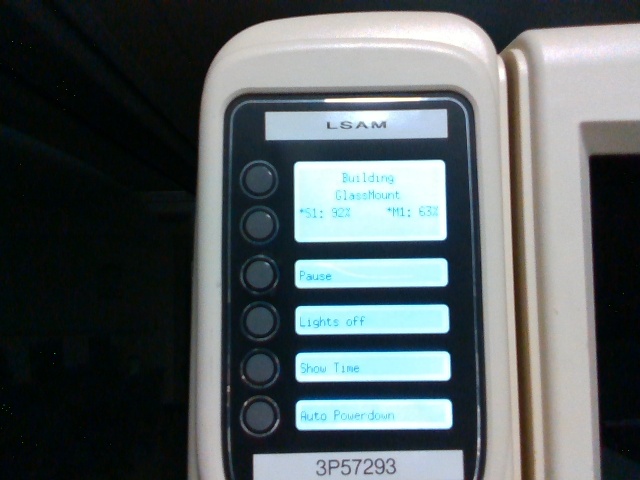 LSAM
Building
GlassMount
*S1: 92% *M1: 63%
Pause
Lights off
Show Time
Auto Powerdown
3P57293